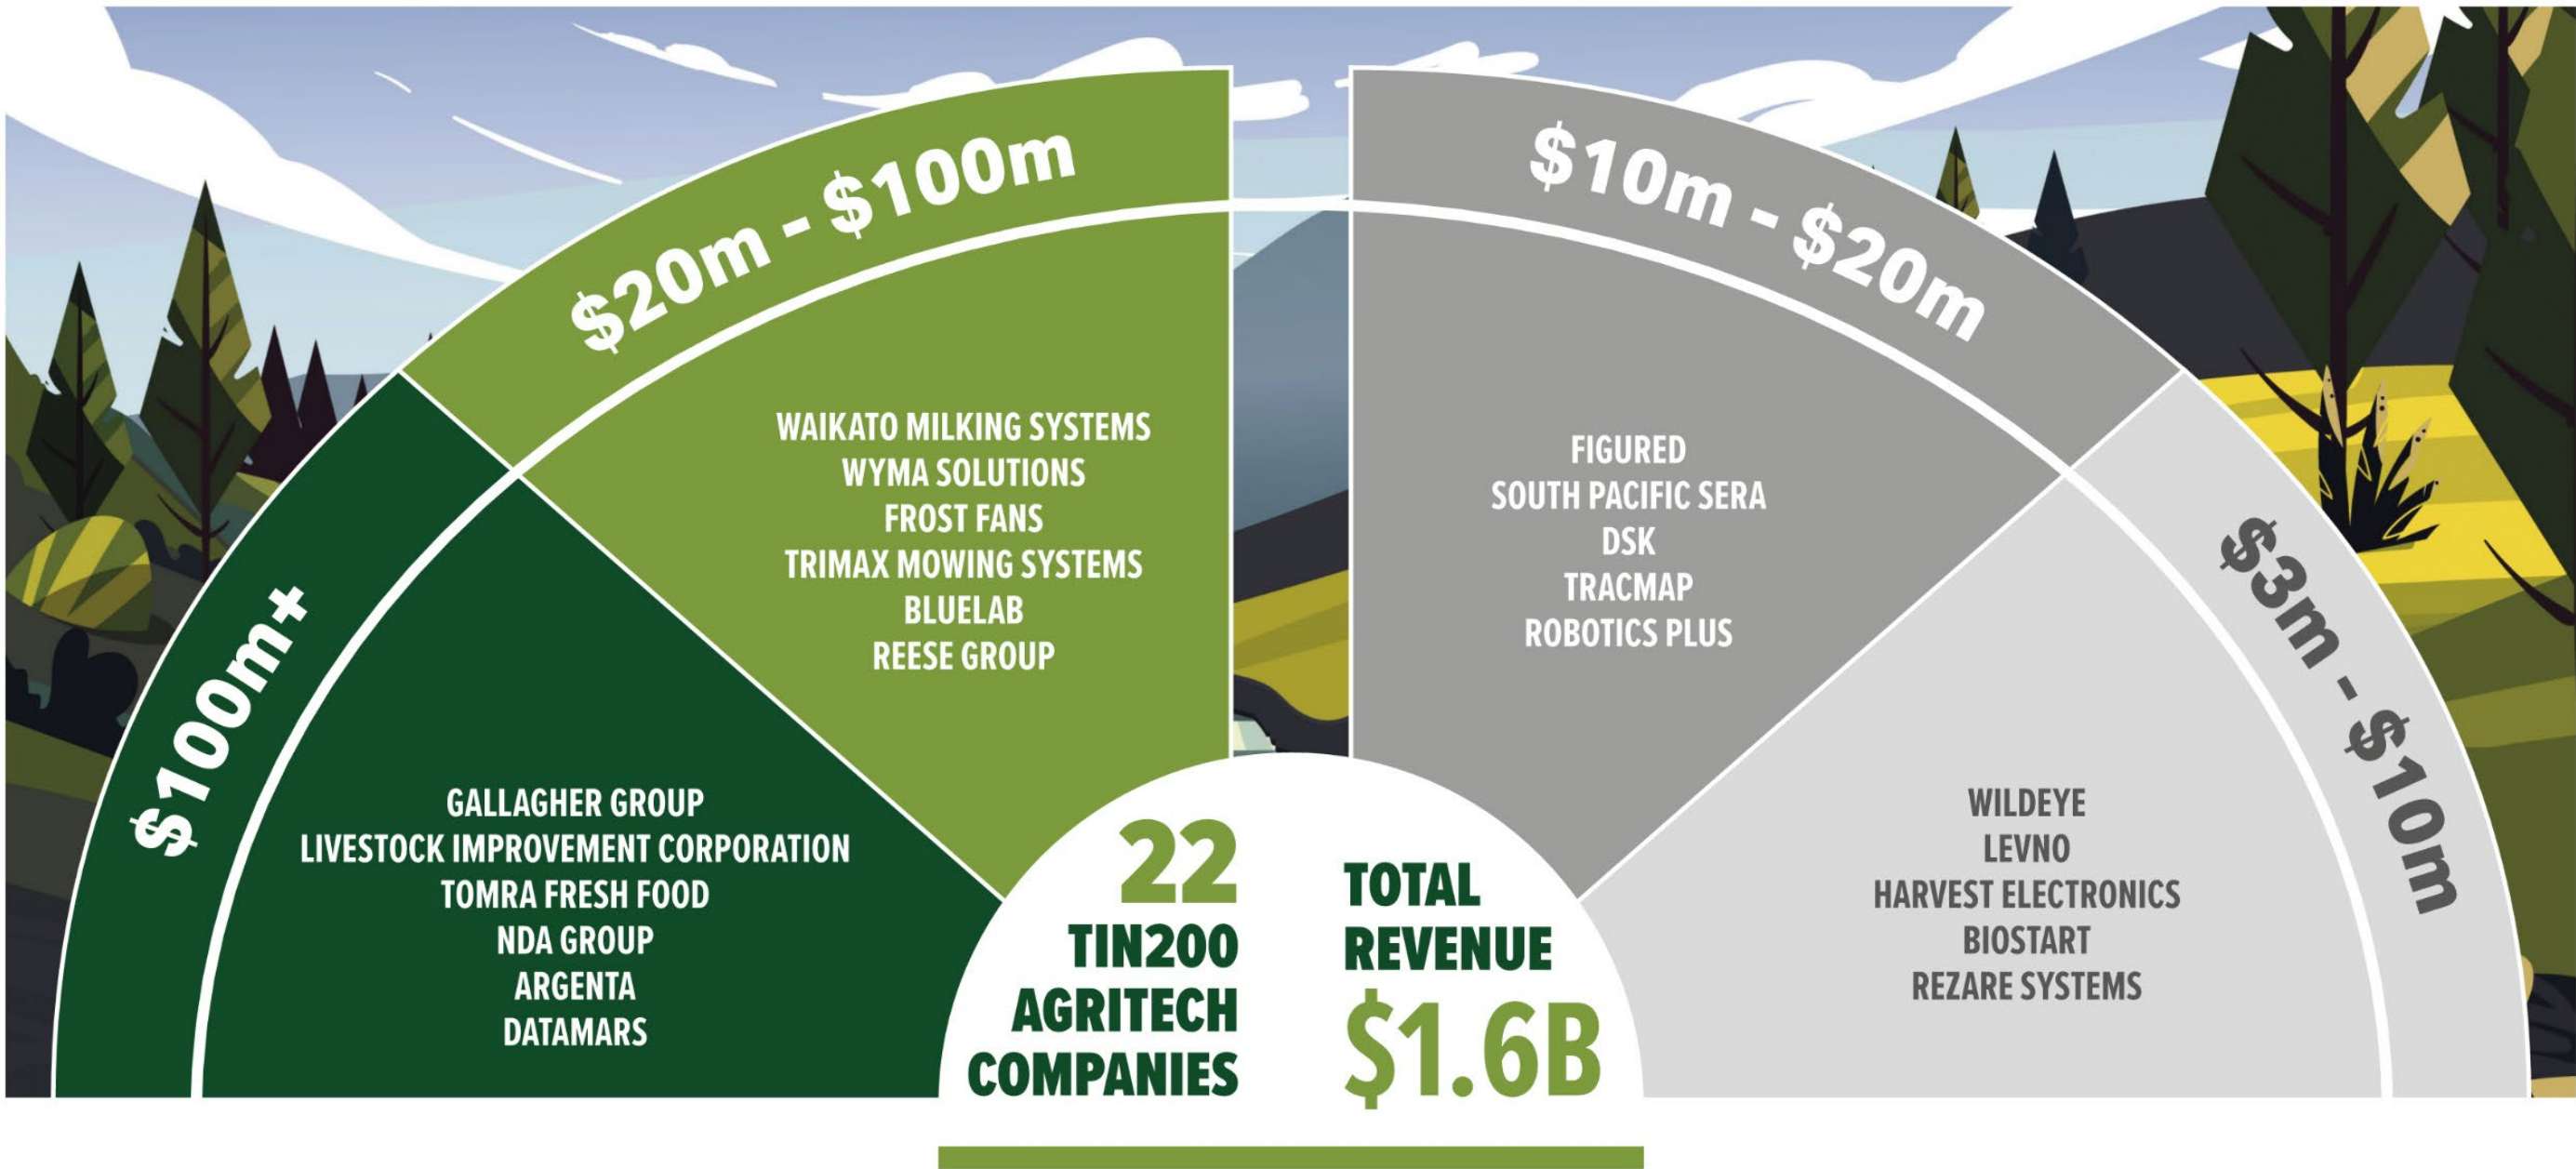 $100m+
GALLAGHER GROUP
LIVESTOCK IMPROVEMENT CORPORATION
TOMRA FRESH FOOD
NDA GROUP
ARGENTA
DATAMARS
$20m - $100m
WAIKATO MILKING SYSTEMS
WYMA SOLUTIONS
FROST FANS
TRIMAX MOWING SYSTEMS
BLUELAB
REESE GROUP
$10m - $20m
FIGURED
SOUTH PACIFIC SERA
DSK
TRACMAP
ROBOTICS PLUS
$3m - $10m
WILDEYE
LEVNO
HARVEST ELECTRONICS
BIOSTART
REZARE SYSTEMS
22
TIN200
AGRITECH
COMPANIES
TOTAL
REVENUE
$1.6B